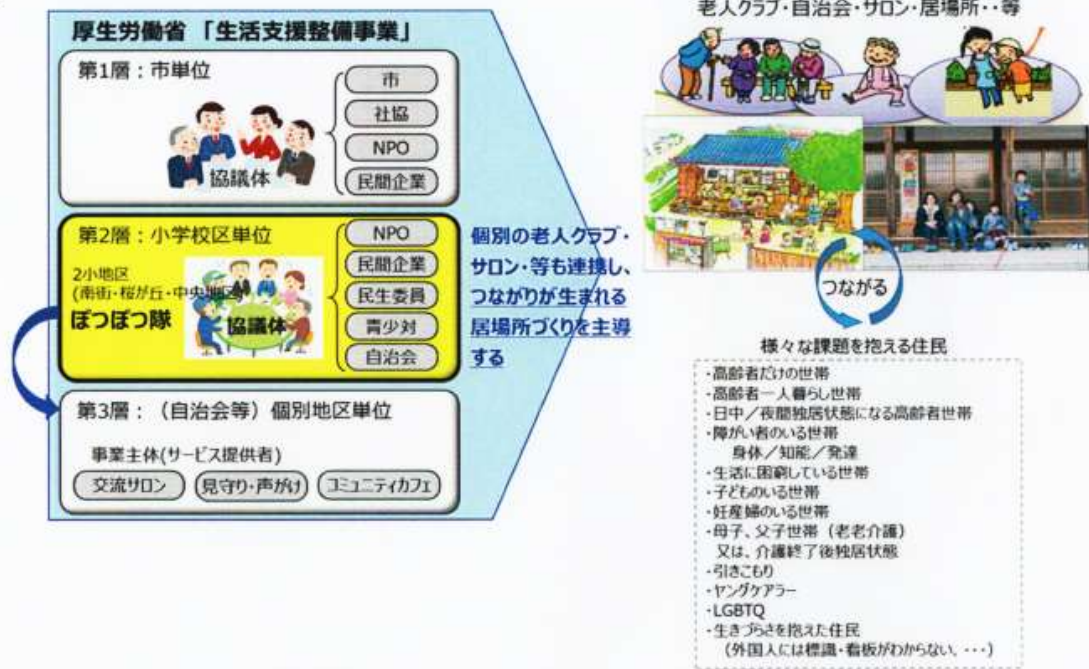 厚生労働省 「生活支援整備事業」
第1層：市単位
協議体
市
社協
NPO
民間企業
第2層：小学校区単位
2小地区
(南街・桜が丘・中央地区)
ぽつぽつ隊
協議体
NPO
民間企業
民生委員
青少対
自治会
第3層：（自治会等）個別地区単位
事業主体(サービス提供者)
交流サロン
見守り・声がけ
コミュニティカフェ
個別の老人クラブ・
サロン・等も連携し、
つながりが生まれる
居場所づくりを主導
する
老人クラブ・自治会・サロン・居場所・・等
つながる
様々な課題を抱える住民
・高齢者だけの世帯
・高齢者一人暮らし世帯
・日中／夜間独居状態になる高齢者世帯
・障がい者のいる世帯
身体／知能／発達
・生活に困窮している世帯
・子どものいる世帯
・妊産婦のいる世帯
・母子、父子世帯（老老介護）
又は、介護終了後独居状態
・引きこもり
・ヤングケアラー
・LGBTQ
・生きづらさを抱えた住民
（外国人には標識・看板がわからない、・・・）